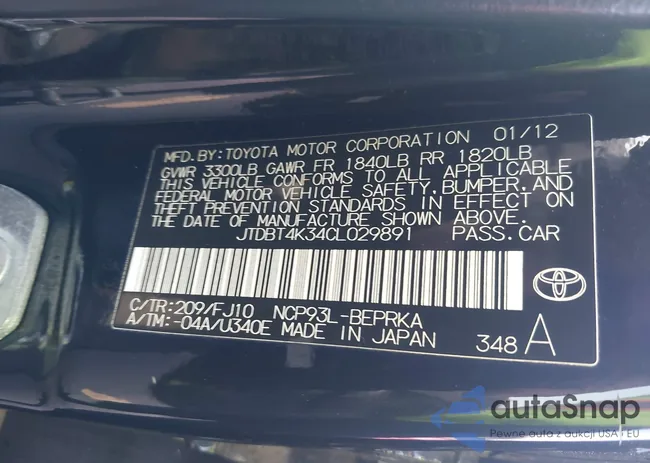 MFD.BY:TOYOTA MOTOR CORPORATION 01/12
GVWR 3300LB GAWR FR 1840LB RR 1820LB
THIS VEHICLE CONFORMS TO ALL APPLICABLE
FEDERAL MOTOR VEHICLE SAFETY,BUMPER,AND
THEFT PREVENTION STANDARDS IN EFFECT ON
THE DATE OF MANUFACTURE SHOWN ABOVE.
JTDBT4K34CL029891 PASS.CAR
C/TR:209/FJ10 NCP93L-BEPRKA
A/TM:-04A/U340E MADE IN JAPAN
348 A
autaSnap
Pewne auta z aukcji USA i EU